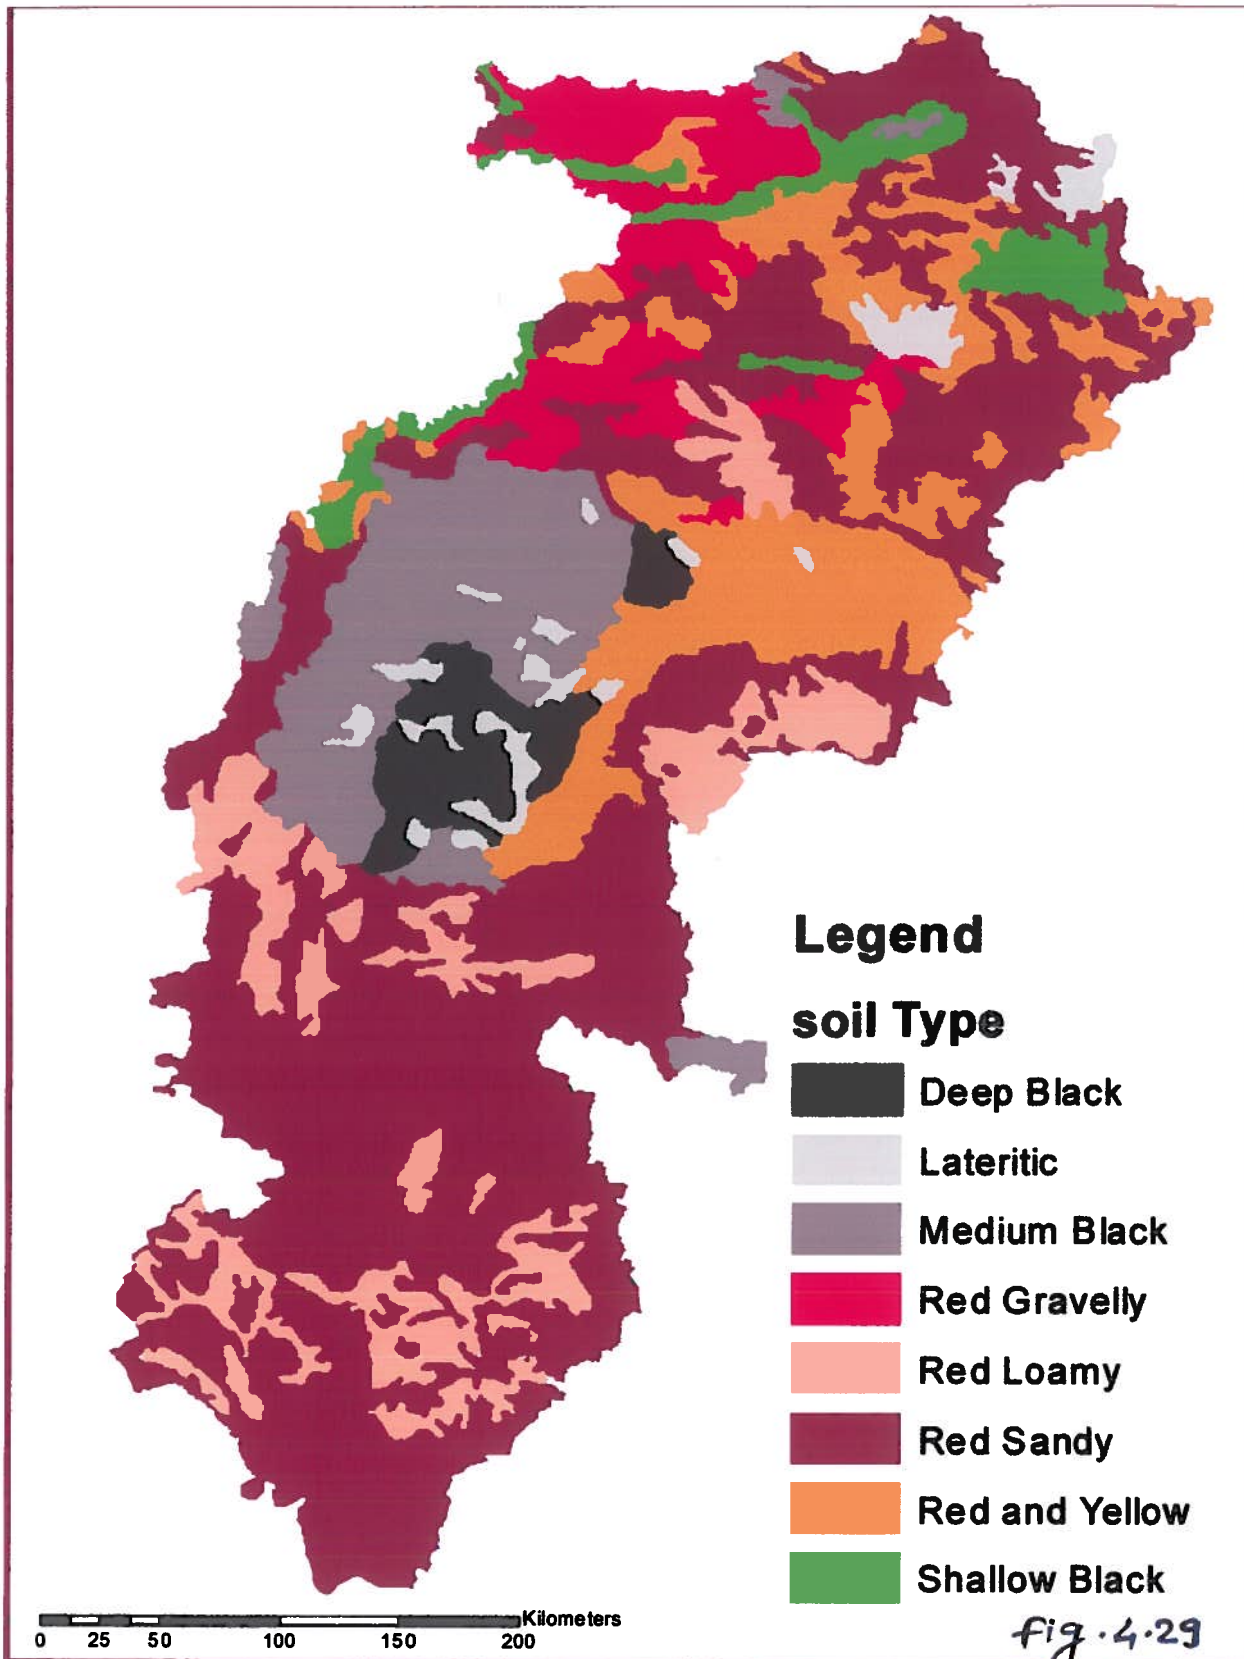 Legend
soil Type
Deep Black
Lateritic
Medium Black
Red Gravelly
Red Loamy
Red Sandy
Red and Yellow
Shallow Black
Kilometers
0 25 50 100 150 200
fig. 4.29